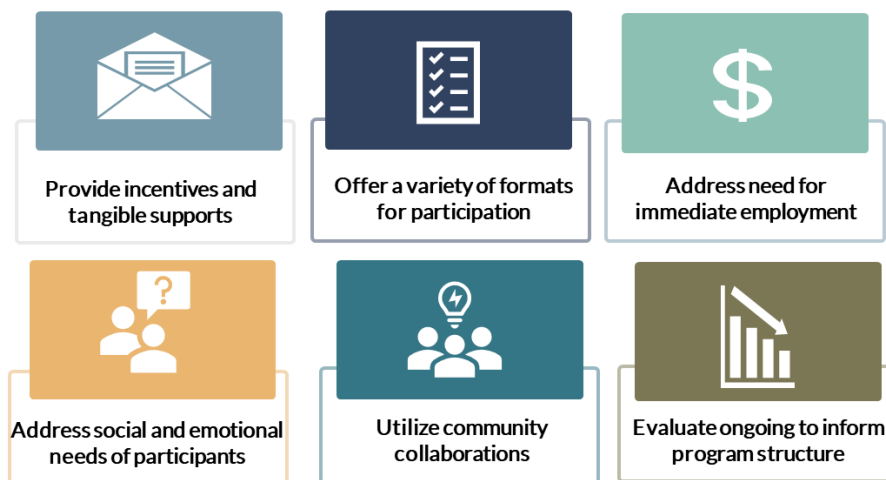 Provide incentives and
tangible supports
Offer a variety of formats
for participation
Address need for
immediate employment
?
Address social and emotional
needs of participants
Utilize community
collaborations
Evaluate ongoing to inform
program structure